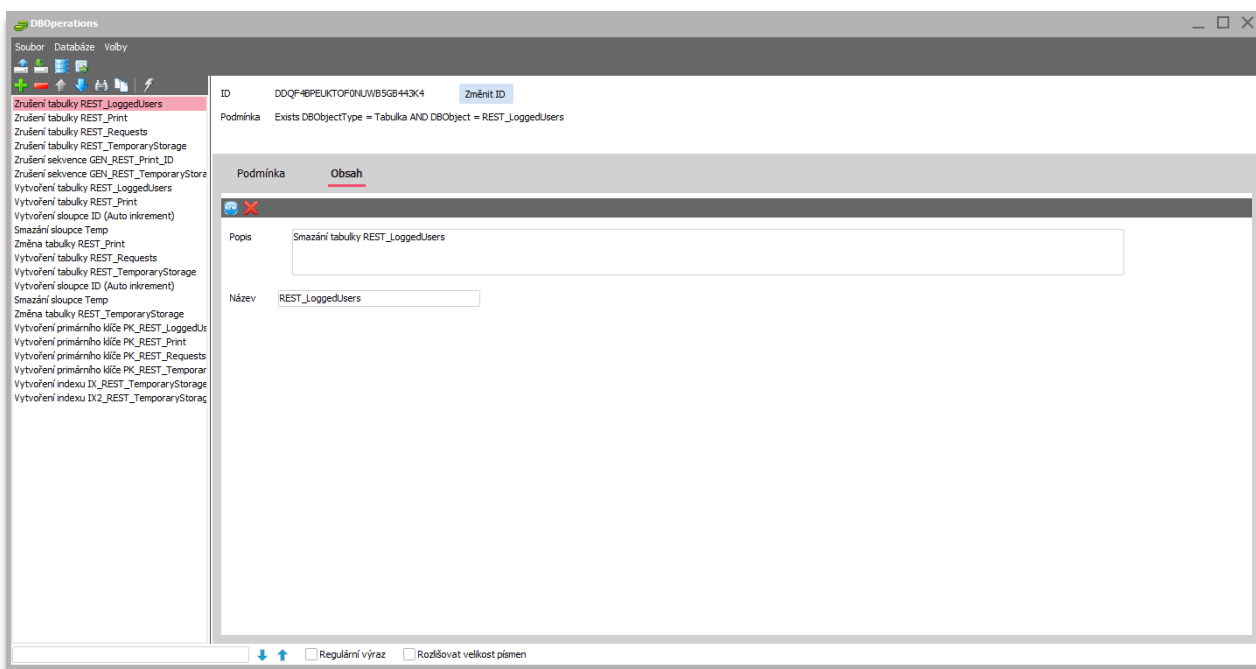 DBOperations
Soubor Databáze Volby
Zrušení tabulky REST_LoggedUsers
Zrušení tabulky REST_Print
Zrušení tabulky REST_Requests
Zrušení tabulky REST_TemporaryStorage
Zrušení sekvence GEN_REST_Print_ID
Zrušení sekvence GEN_REST_TemporaryStora
Vytvoření tabulky REST_LoggedUsers
Vytvoření tabulky REST_Print
Vytvoření sloupce ID (Auto inkrement)
Smazání sloupce Temp
Změna tabulky REST_Print
Vytvoření tabulky REST_Requests
Vytvoření tabulky REST_TemporaryStorage
Vytvoření sloupce ID (Auto inkrement)
Smazání sloupce Temp
Změna tabulky REST_TemporaryStorage
Vytvoření primárního klíče PK_REST_LoggedUs
Vytvoření primárního klíče PK_REST_Print
Vytvoření primárního klíče PK_REST_Requests
Vytvoření primárního klíče PK_REST_Temporar
Vytvoření indexu IX_REST_TemporaryStorage
Vytvoření indexu IX2_REST_TemporaryStorag
ID DDQF4BPEUKTOF0NUWB5GB443K4 Změnit ID
Podmínka Exists DBObjectType = Tabulka AND DBObject = REST_LoggedUsers
Podmínka Obsah
Popis Smazání tabulky REST_LoggedUsers
Název REST_LoggedUsers
Regulární výraz Rozlišovat velikost písmen